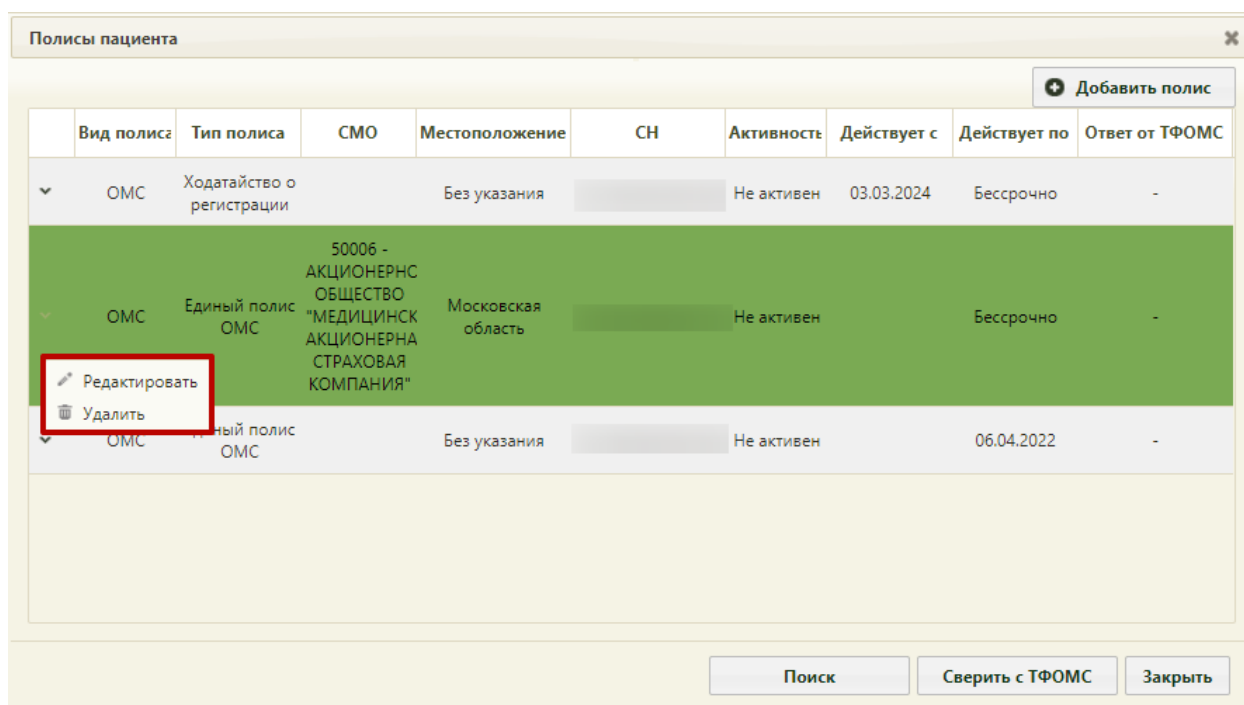 Полисы пациента
Добавить полис
Вид полиса Тип полиса СМО Местоположение СН Активность Действует с Действует по Ответ от ТФОМС
ОМС Ходатайство о регистрации Без указания Не активен 03.03.2024 Бессрочно -
50006 -
АКЦИОНЕРНС
ОБЩЕСТВО
"МЕДИЦИНСК
АКЦИОНЕРНА
СТРАХОВАЯ
КОМПАНИЯ"
ОМС Единый полис ОМС Московская область Не активен Бессрочно -
Редактировать
Удалить
ОМС ный полис ОМС Без указания Не активен 06.04.2022 -
Поиск Сверить с ТФОМС Закрыть